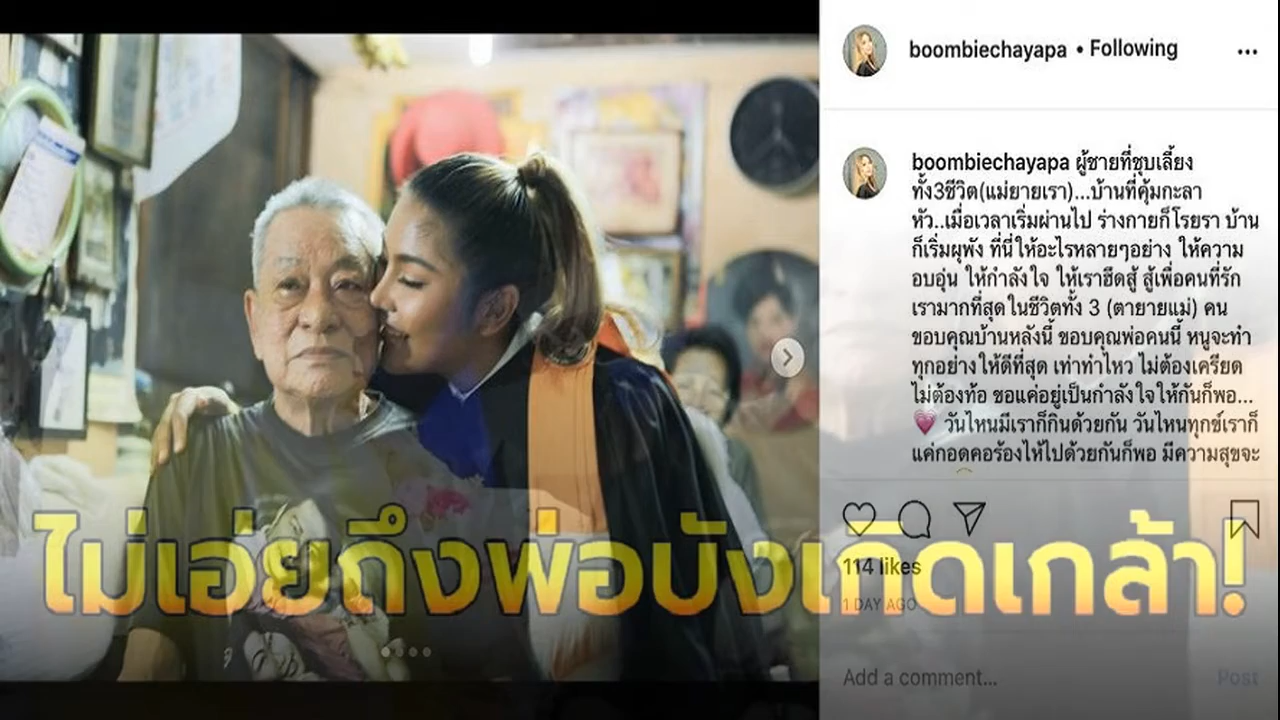 boombiechayapa • Following
boombiechayapa ผู้ชายที่ชุบเลี้ยง
ทั้ง3ชีวิต(แม่ยายเรา)...บ้านที่คุ้มกะลา
หัว..เมื่อเวลาเริ่มผ่านไป ร่างกายก็โรยรา บ้าน
ก็เริ่มผุพัง ที่นี่ให้อะไรหลายๆอย่าง ให้ความ
อบอุ่น ให้กำลังใจ ให้เราฮึดสู้ สู้เพื่อคนที่รัก
เรามากที่สุดในชีวิตทั้ง 3 (ตายายแม่) คน
ขอบคุณบ้านหลังนี้ ขอบคุณพ่อคนนี้ หนูจะทำ
ทุกอย่างให้ดีที่สุด เท่าทำไหว ไม่ต้องเครียด
ไม่ต้องท้อ ขอแค่อยู่เป็นกำลังใจให้กันก็พอ...
💗 วันไหนมีเราก็กินด้วยกัน วันไหนทุกข์เราก็
แค่กอดคอร้องไห้ไปด้วยกันก็พอ มีความสุขจะ
ไม่เอ่ยถึงพ่อบังเกิดเกล้า!
114 likes
1 DAY AGO
Add a comment...
Post